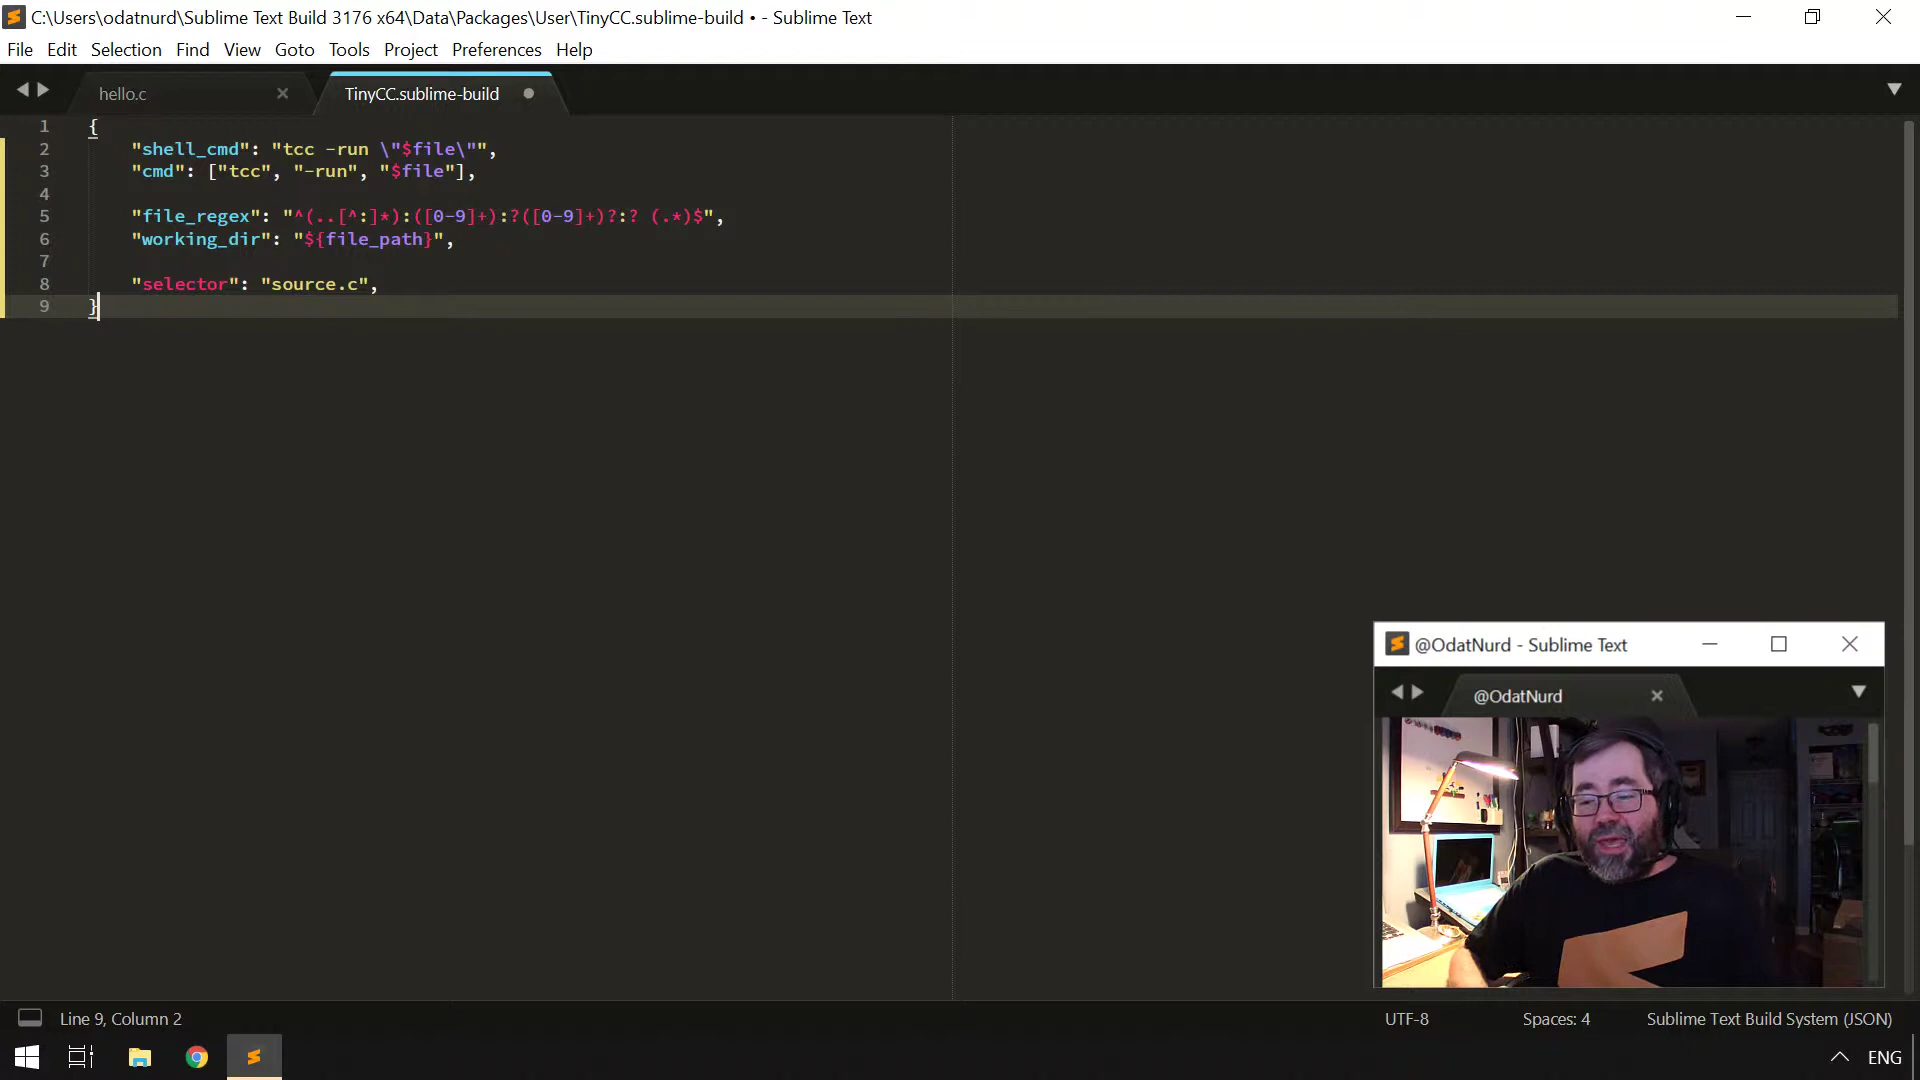 C:\Users\odatnurd\Sublime Text Build 3176 x64\Data\Packages\User\TinyCC.sublime-build • - Sublime Text
File Edit Selection Find View Goto Tools Project Preferences Help
hello.c
TinyCC.sublime-build
1 {
2 "shell_cmd": "tcc -run \"$file\"",
3 "cmd": ["tcc", "-run", "$file"],
4
5 "file_regex": "^(..[^:]*):([0-9]+):?([0-9]+)?:? (.*)$",
6 "working_dir": "${file_path}",
7
8 "selector": "source.c",
9 }
@OdatNurd - Sublime Text
@OdatNurd
Line 9, Column 2
UTF-8
Spaces: 4
Sublime Text Build System (JSON)
ENG